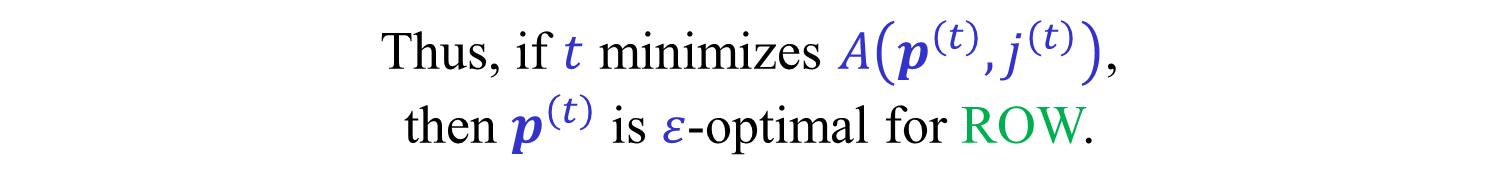 Thus, if t minimizes A(p^(t), j^(t)),
then p^(t) is ε-optimal for ROW.